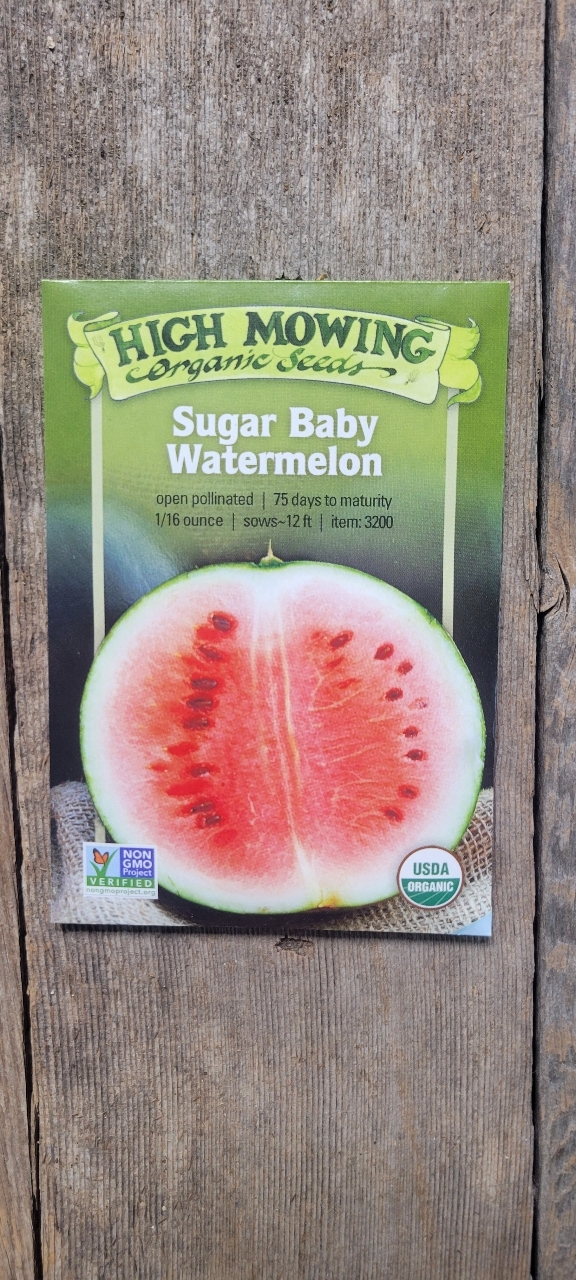 HIGH MOWING
Organic Seeds
Sugar Baby
Watermelon
open pollinated | 75 days to maturity
1/16 ounce | sows~12 ft | item: 3200
NON
GMO
Project
VERIFIED
nongmoproject.org
USDA
ORGANIC